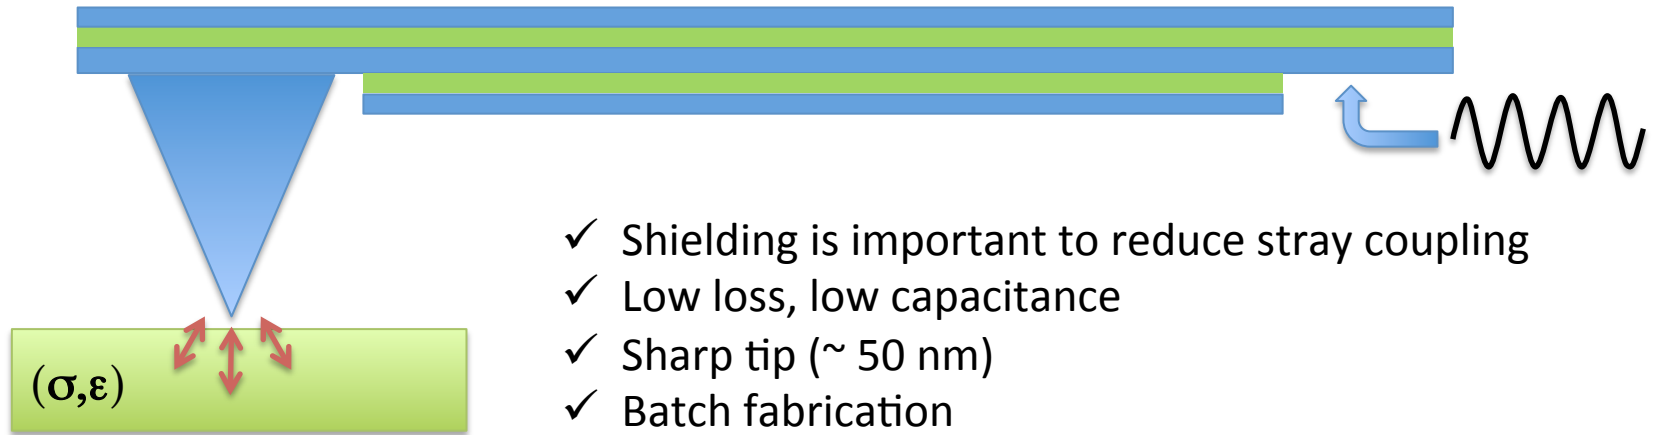 ✓ Shielding is important to reduce stray coupling
✓ Low loss, low capacitance
✓ Sharp tip (~ 50 nm)
✓ Batch fabrication
(σ,ε)